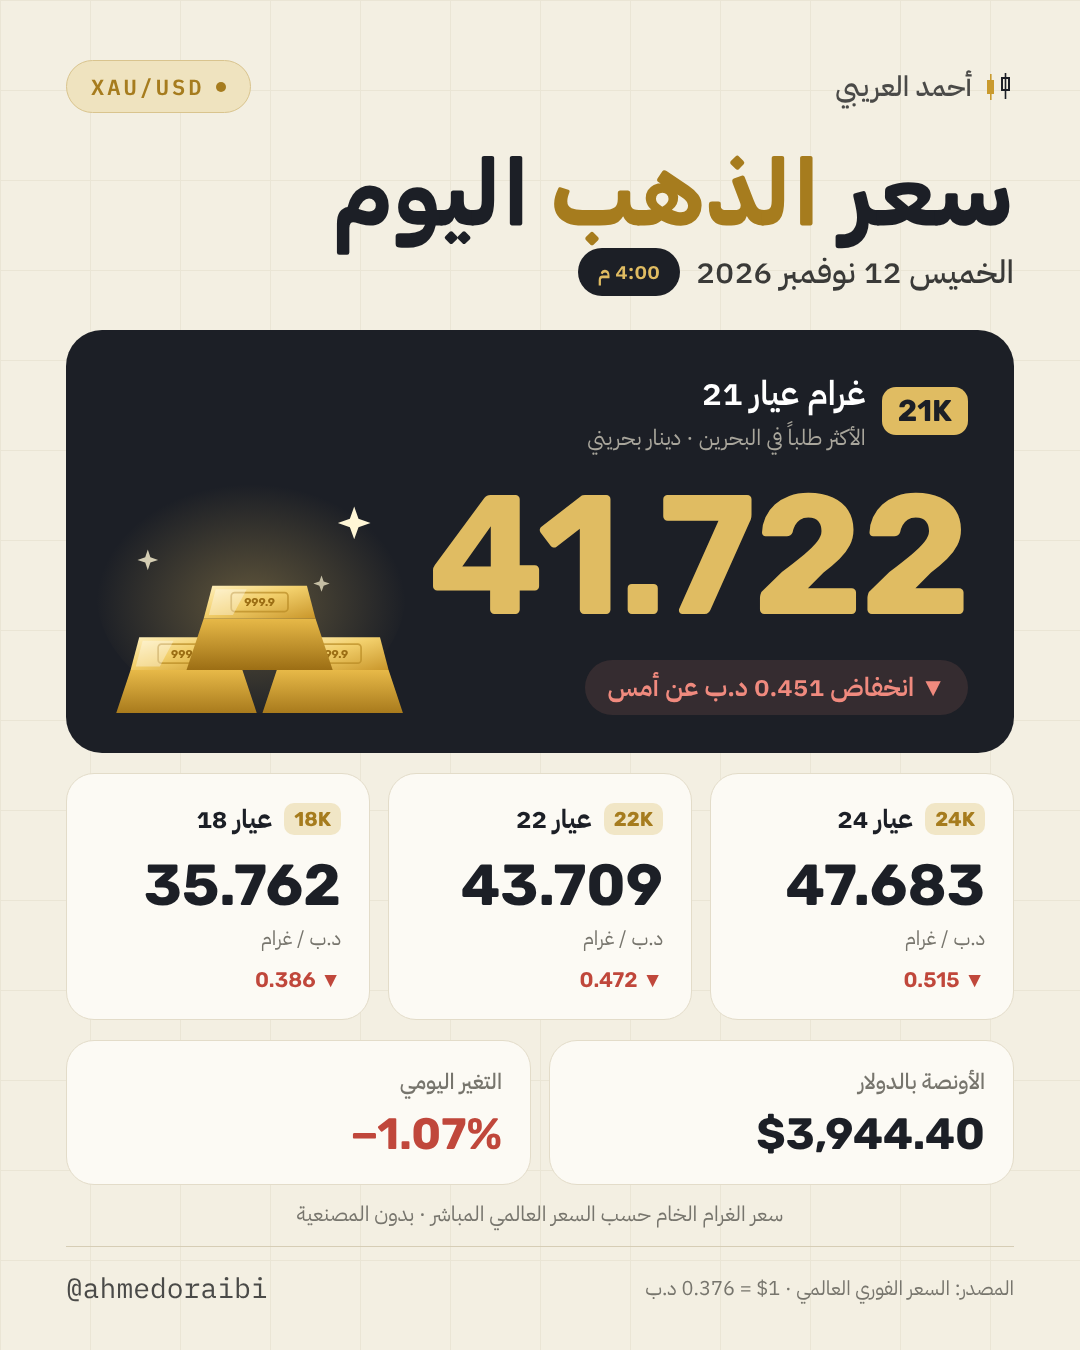 أحمد العريبي
XAU/USD
سعر الذهب اليوم
الخميس 12 نوفمبر 2026
4:00 م
21K
غرام عيار 21
الأكثر طلباً في البحرين · دينار بحريني
41.722
▼ انخفاض 0.451 د.ب عن أمس
999.9
999
99.9
24K عيار 24
47.683
د.ب / غرام
▼ 0.515
22K عيار 22
43.709
د.ب / غرام
▼ 0.472
18K عيار 18
35.762
د.ب / غرام
▼ 0.386
الأونصة بالدولار
$3,944.40
التغير اليومي
−1.07%
سعر الغرام الخام حسب السعر العالمي المباشر · بدون المصنعية
المصدر: السعر الفوري العالمي · $1 = 0.376 د.ب
@ahmedoraibi